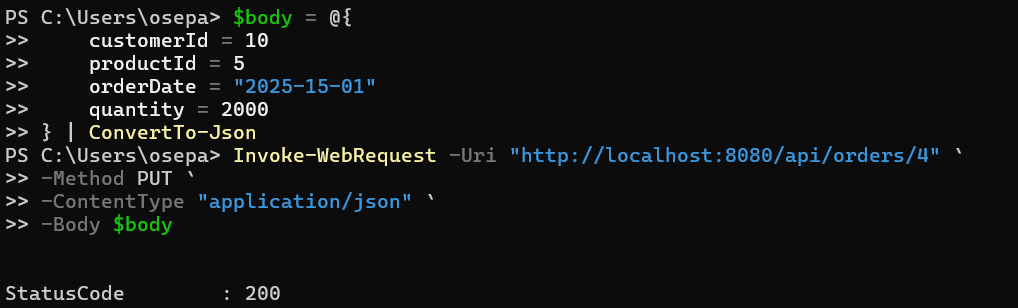 PS C:\Users\osepa> $body = @{
>>     customerId = 10
>>     productId = 5
>>     orderDate = "2025-15-01"
>>     quantity = 2000
>> } | ConvertTo-Json
PS C:\Users\osepa> Invoke-WebRequest -Uri "http://localhost:8080/api/orders/4" `
>> -Method PUT `
>> -ContentType "application/json" `
>> -Body $body
StatusCode        : 200